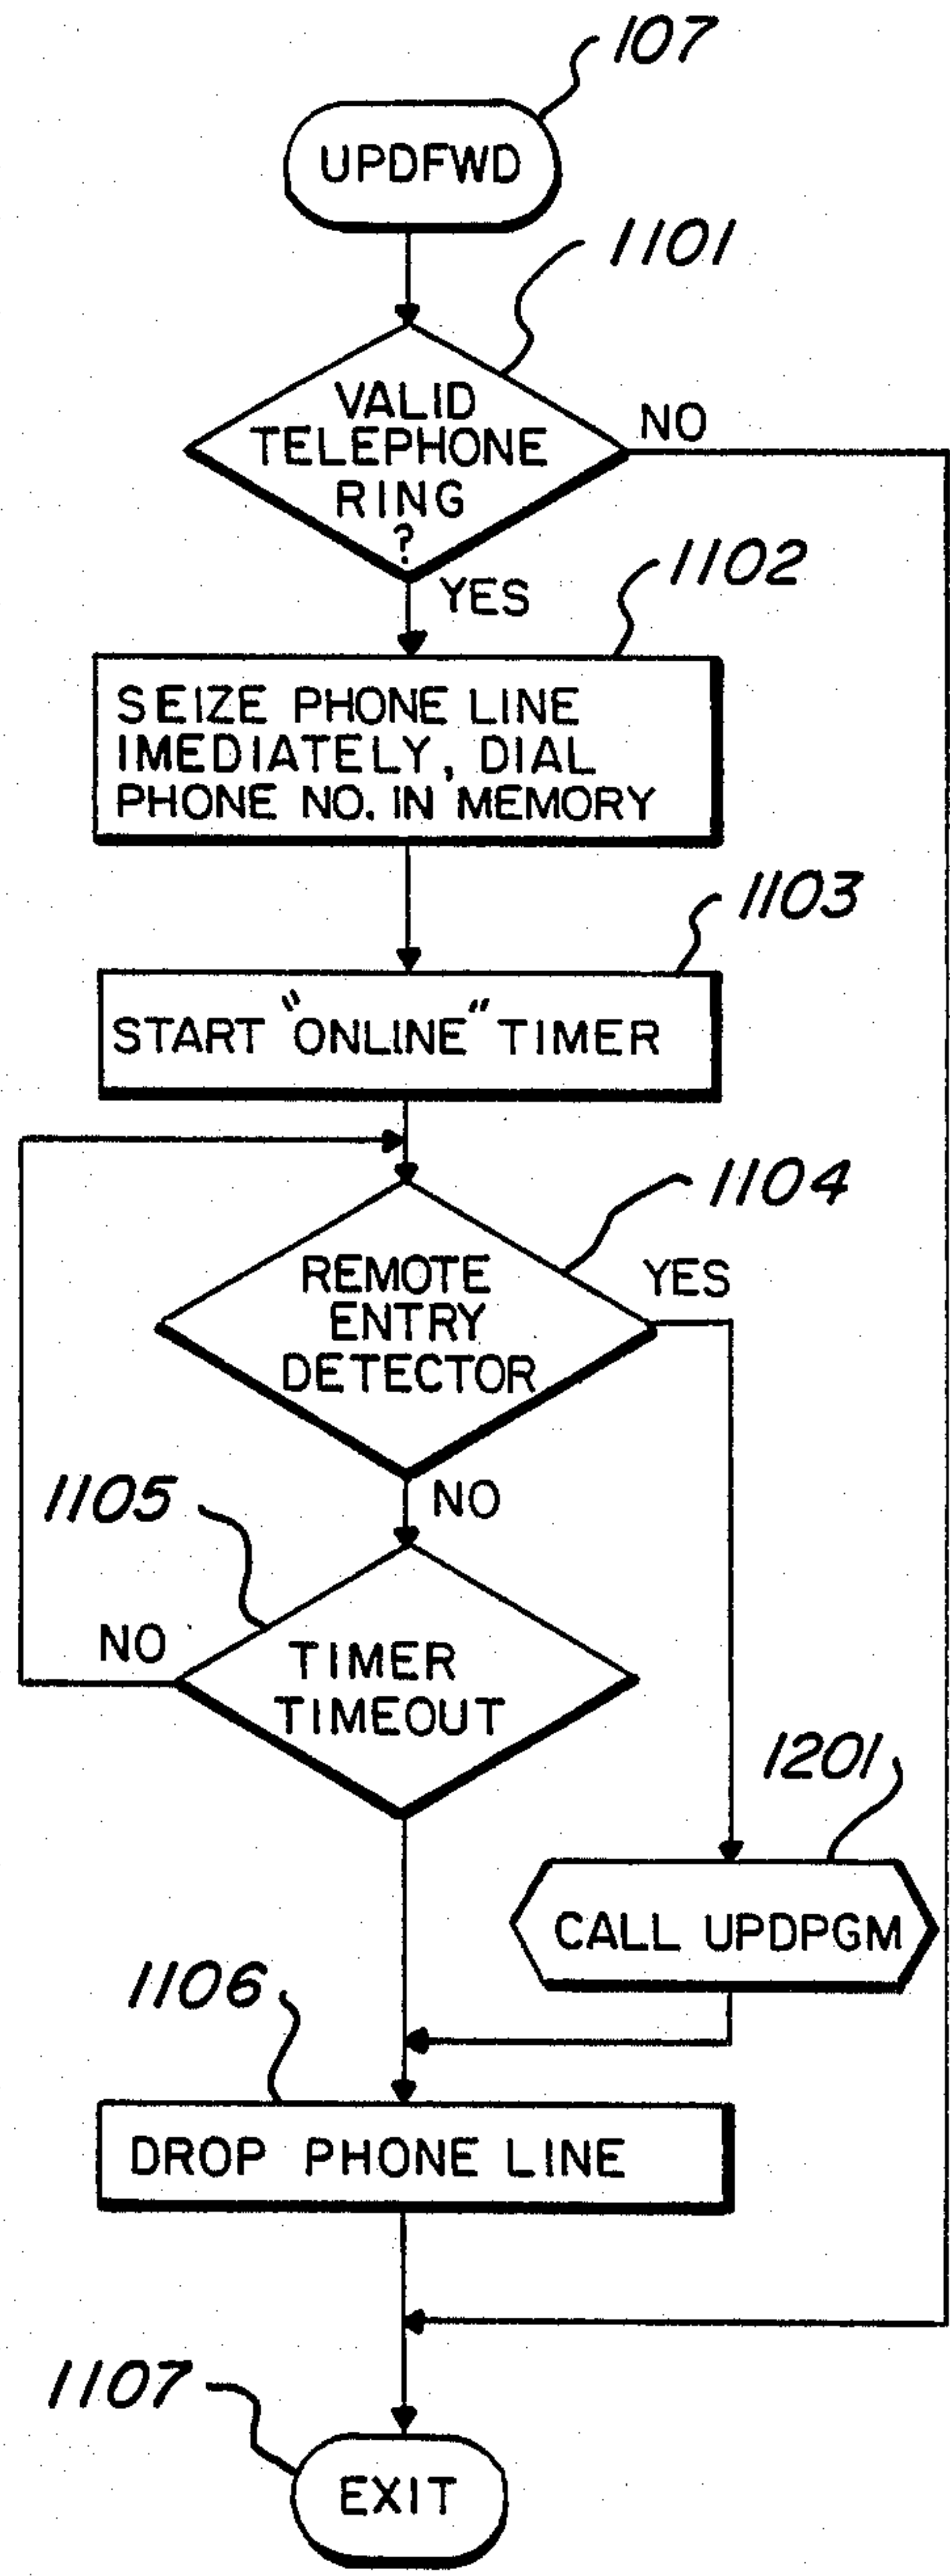 107
UPDFWD
1101
VALID
TELEPHONE
RING
?
NO
YES
1102
SEIZE PHONE LINE
IMEDIATELY, DIAL
PHONE NO. IN MEMORY
1103
START "ONLINE" TIMER
1104
REMOTE
ENTRY
DETECTOR
YES
NO
1105
NO
TIMER
TIMEOUT
1201
CALL UPDPGM
1106
DROP PHONE LINE
1107
EXIT